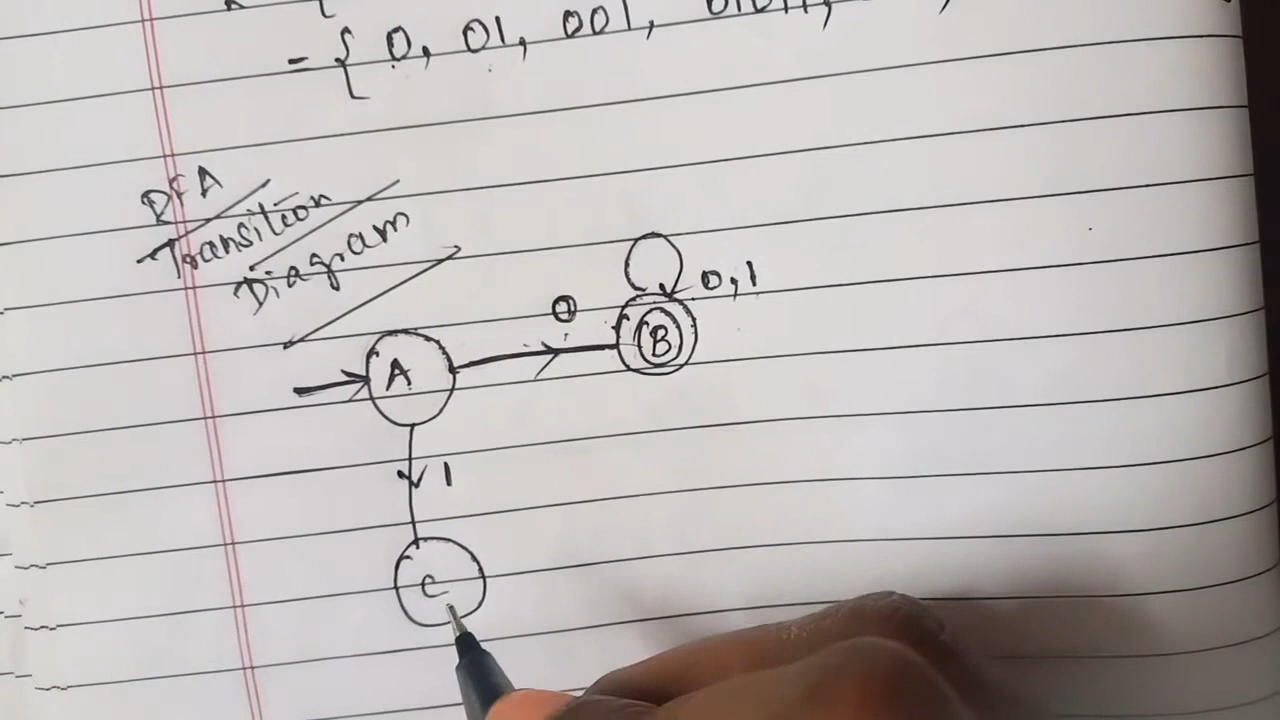 = { 0, 01, 001,
DFA
Transition
Diagram
0,1
0
B
A
1
C